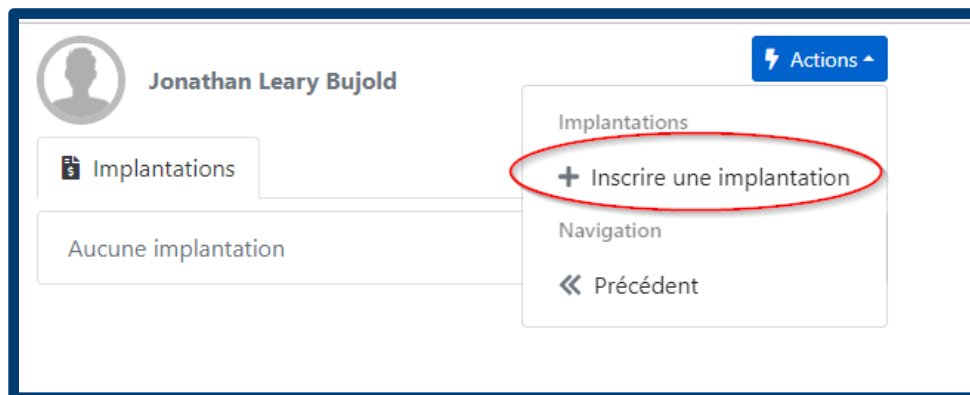 Jonathan Leary Bujold
Actions
Implantations
Aucune implantation
Implantations
Inscrire une implantation
Navigation
Précédent